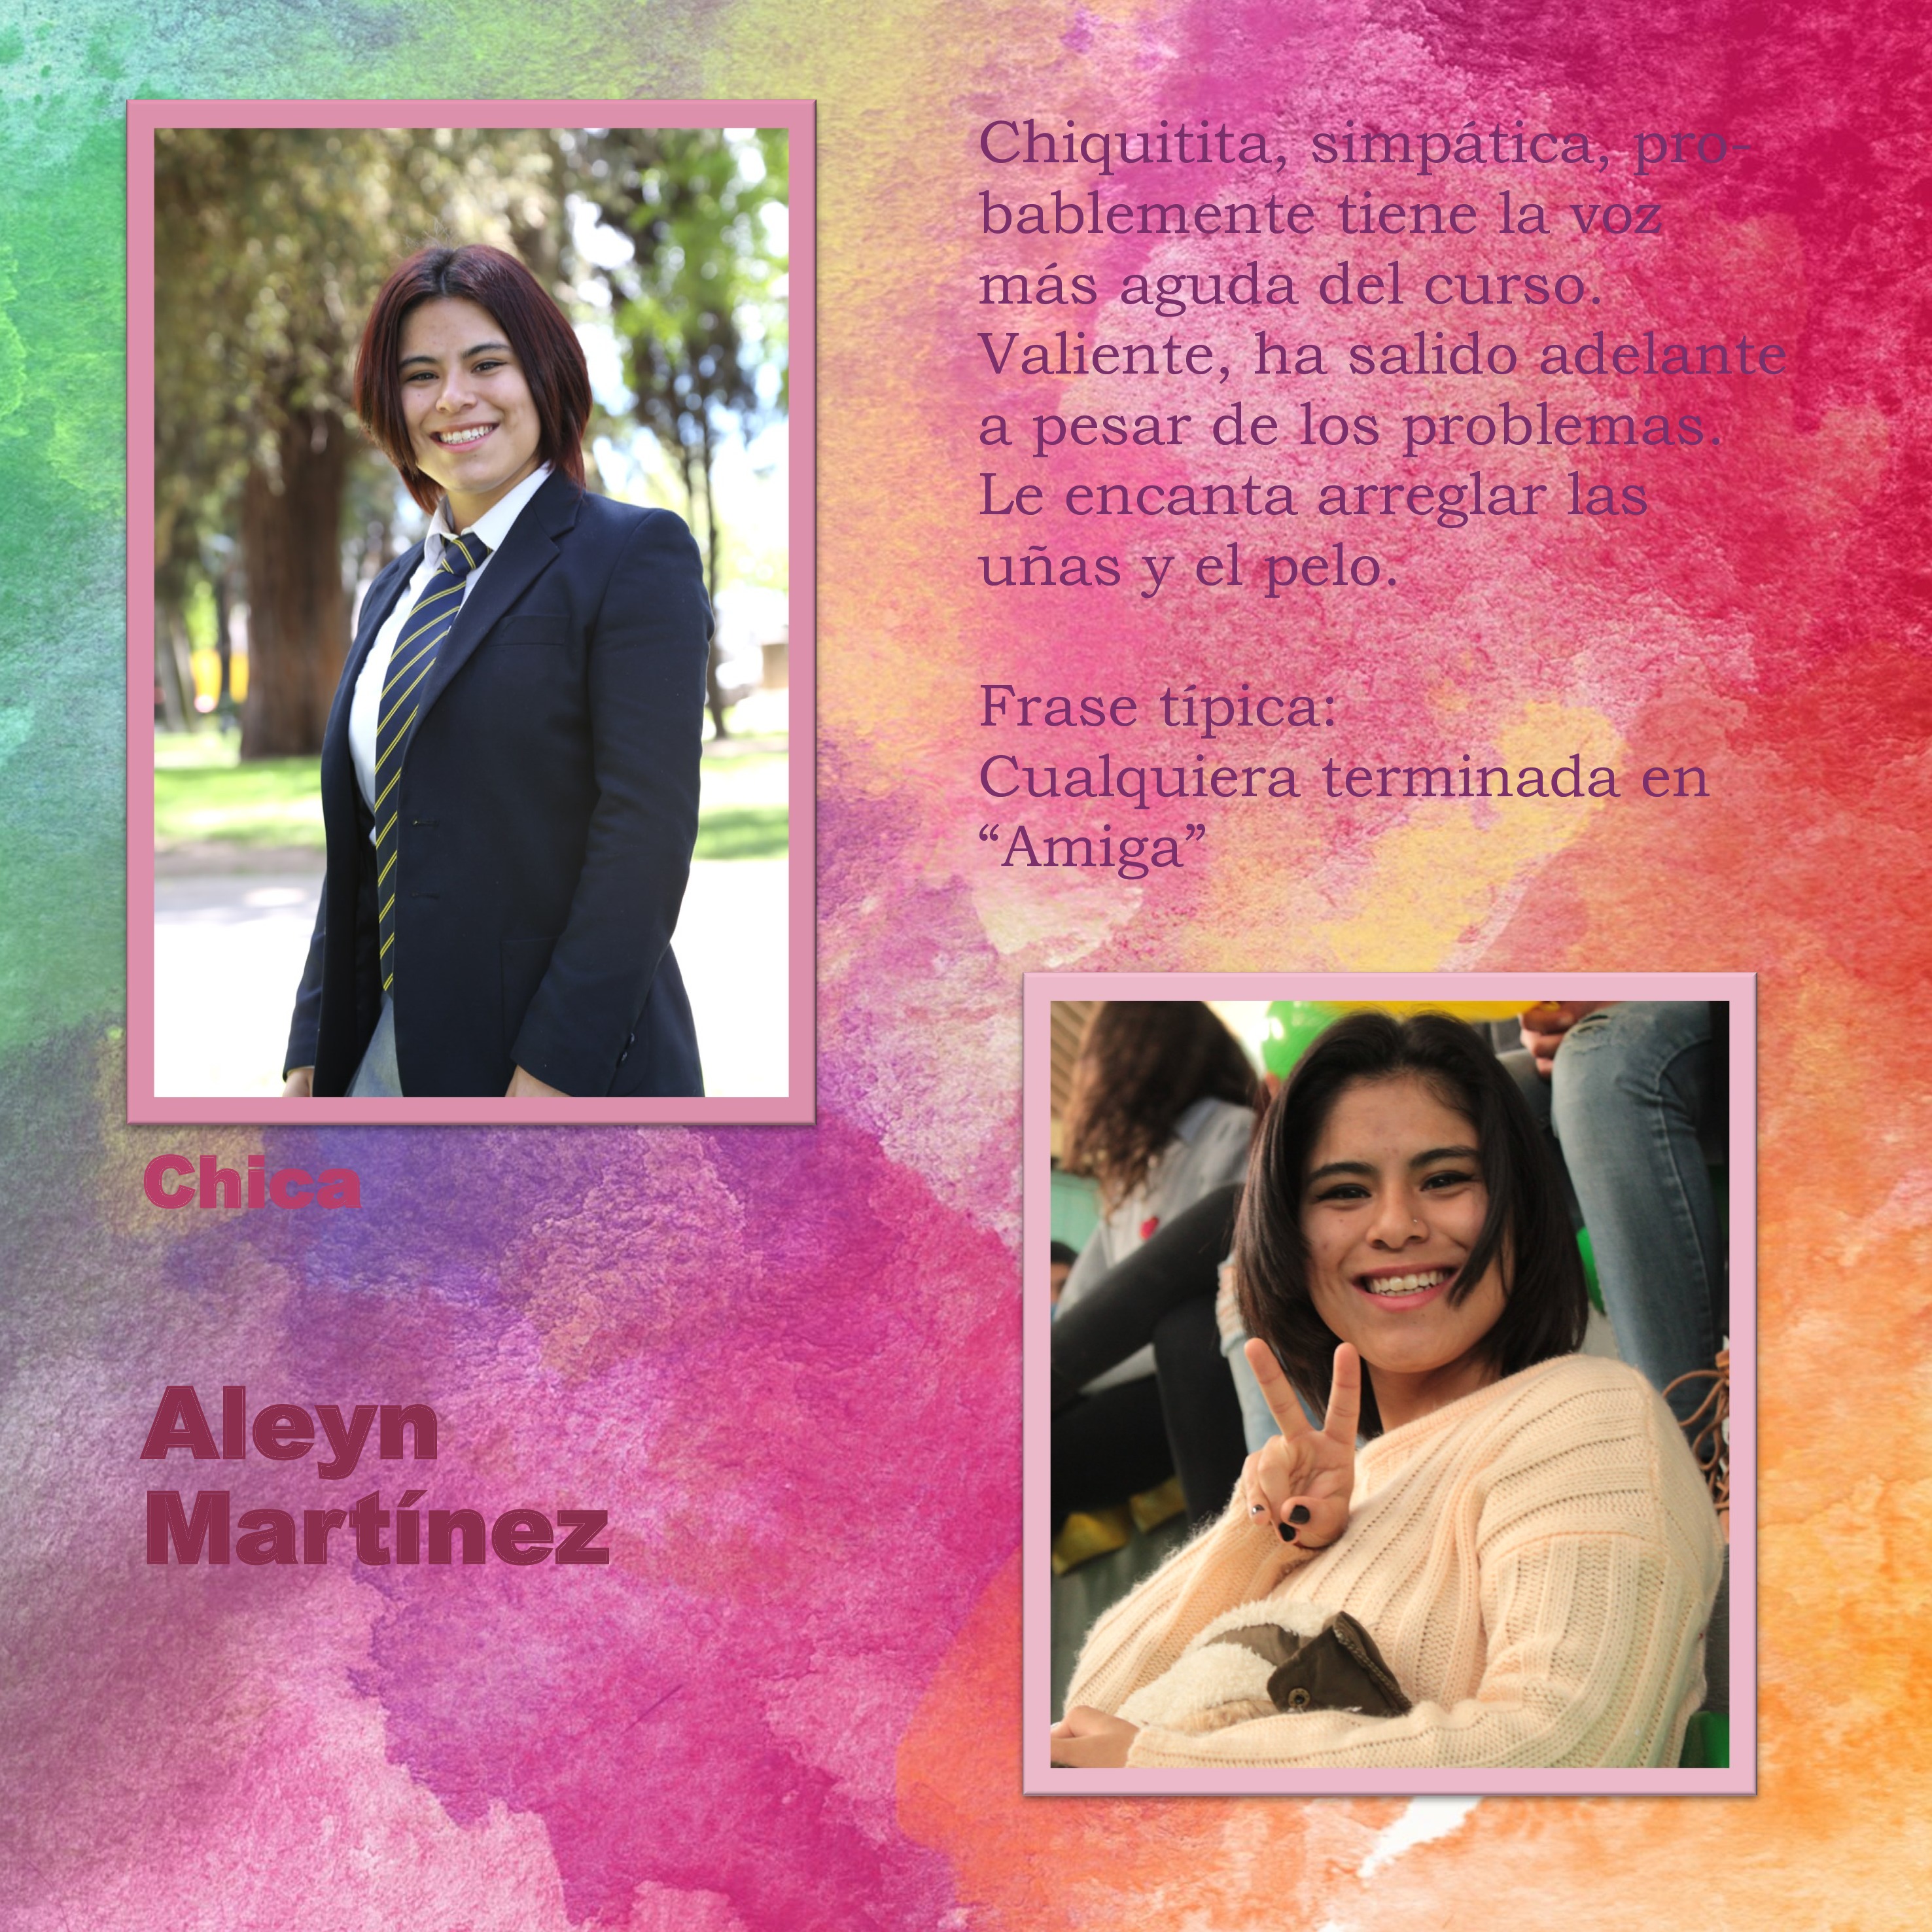 Chiquitita, simpática, pro-
bablemente tiene la voz
más aguda del curso.
Valiente, ha salido adelante
a pesar de los problemas.
Le encanta arreglar las
uñas y el pelo.
Frase típica:
Cualquiera terminada en
“Amiga”
Chica
Aleyn
Martínez